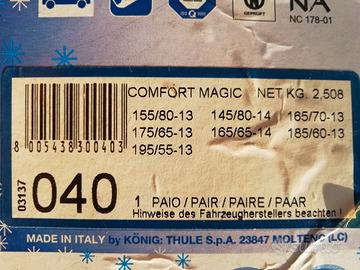 GEPRÜFT
NA
NC 178-01
COMFORT MAGIC NET KG. 2,508
155/80-13 145/80-14 165/70-13
175/65-13 165/65-14 185/60-13
195/55-13
8 005438 300403
03137
040
1 PAIO / PAIR / PAIRE / PAAR
Hinweise des Fahrzeugherstellers beachten !
MADE IN ITALY by KÖNIG: THULE S.p.A. 23847 MOLTENO (LC)